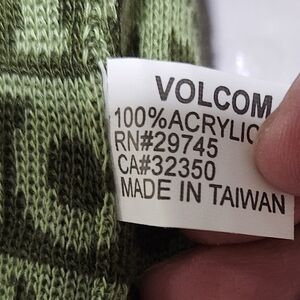 VOLCOM
100%ACRYLIC
RN#29745
CA#32350
MADE IN TAIWAN